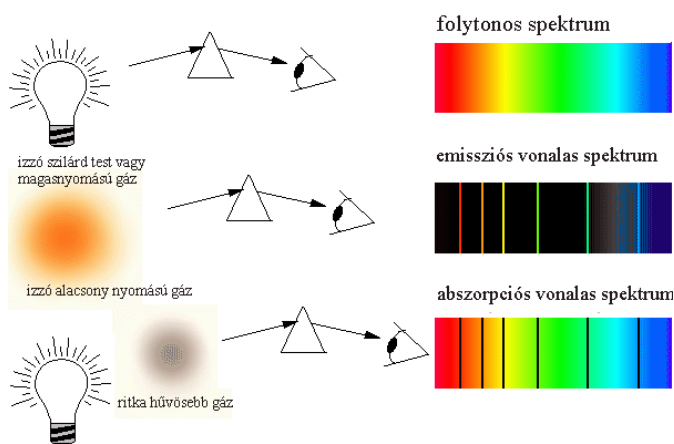 folytonos spektrum
izzó szilárd test vagy
magasnyomású gáz
emissziós vonalas spektrum
izzó alacsony nyomású gáz
abszorpciós vonalas spektrum
ritka hűvösebb gáz